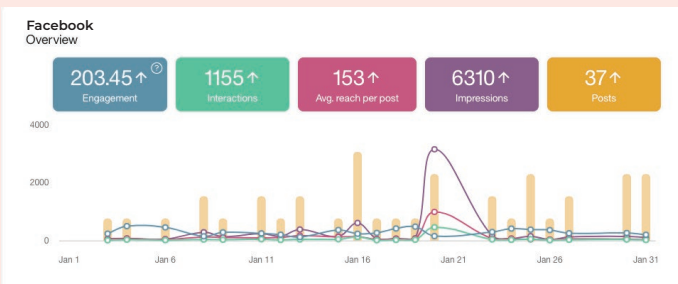 Facebook
Overview
203.45↑ ?
Engagement
1155↑
Interactions
153↑
Avg. reach per post
6310↑
Impressions
37↑
Posts
4000
2000
0
Jan 1 Jan 6 Jan 11 Jan 16 Jan 21 Jan 26 Jan 31